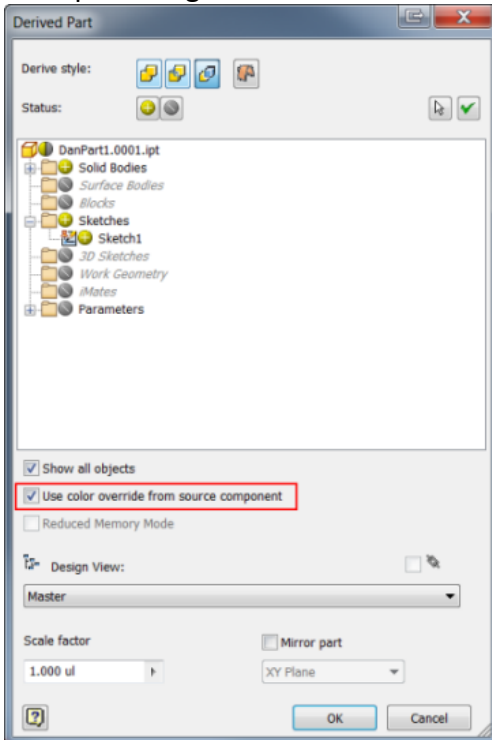 Derived Part
Derive style:
Status:
DanPart1.0001.ipt
Solid Bodies
Surface Bodies
Blocks
Sketches
Sketch1
3D Sketches
Work Geometry
iMates
Parameters
Show all objects
Use color override from source component
Reduced Memory Mode
Design View:
Master
Scale factor
Mirror part
1.000 ul
XY Plane
OK Cancel